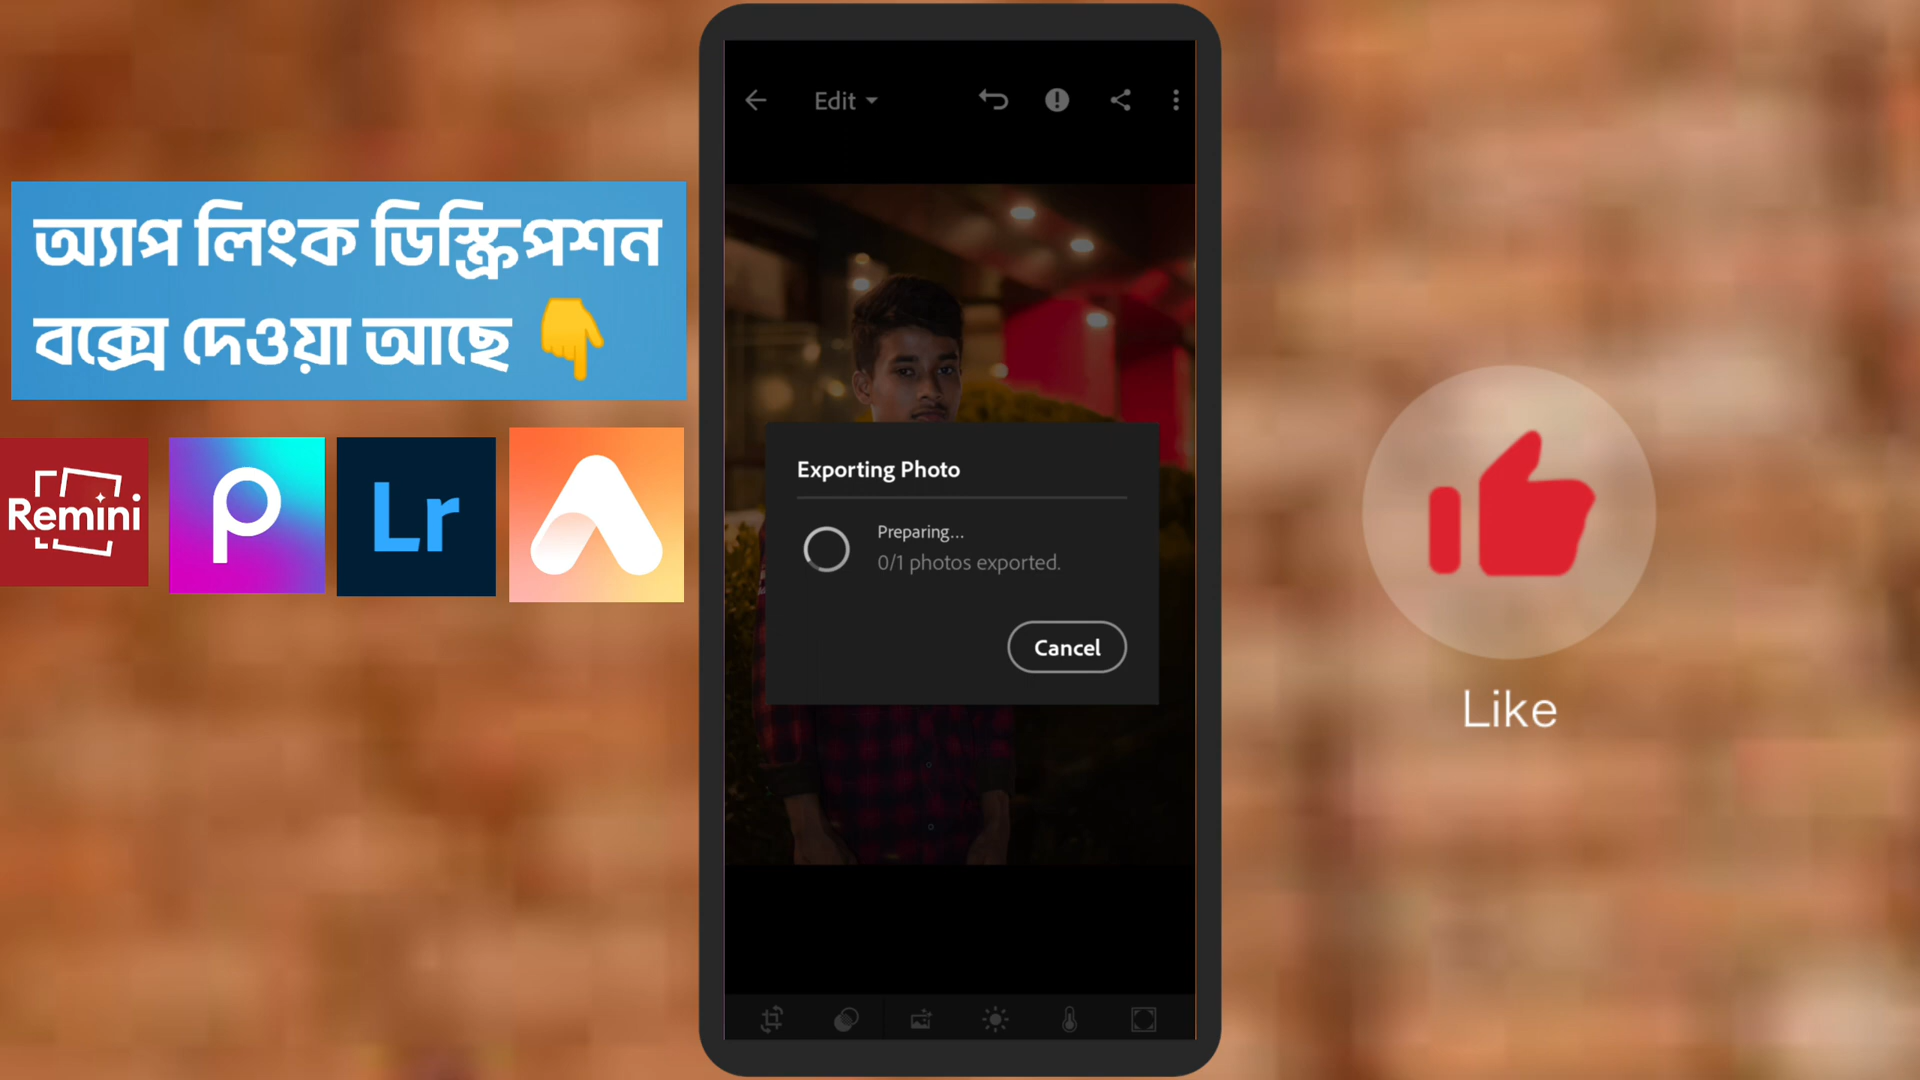 Edit
অ্যাপ লিংক ডিস্ক্রিপশন
বক্সে দেওয়া আছে 👇
Remini
Lr
Exporting Photo
Preparing...
0/1 photos exported.
Cancel
Like